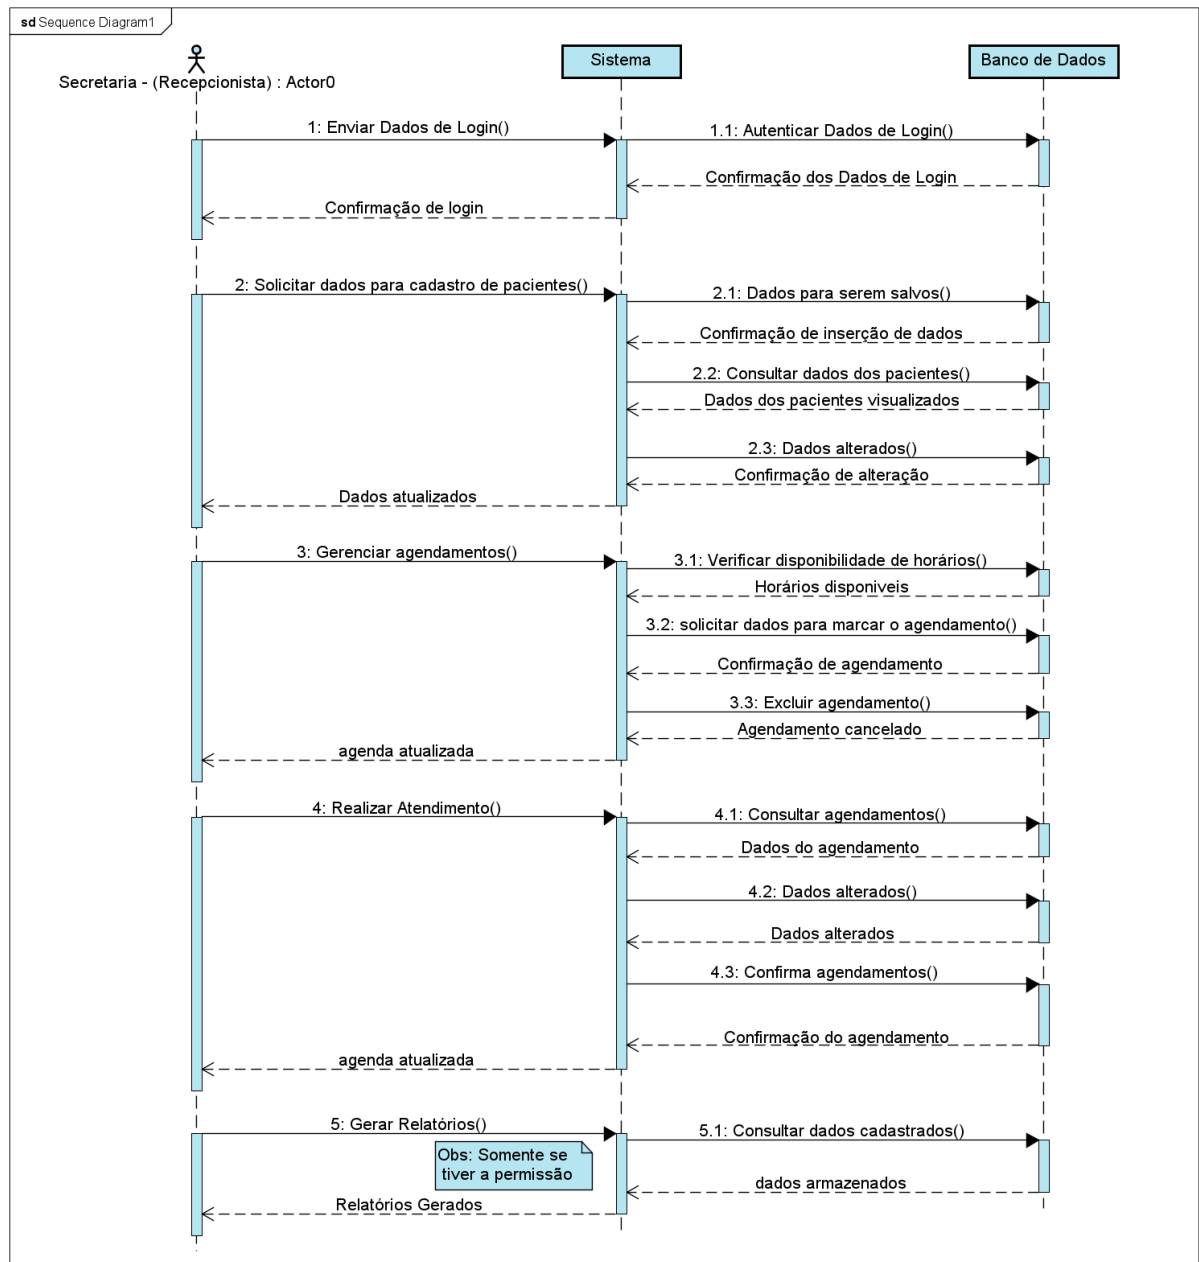 sd Sequence Diagram1
Secretaria - (Recepcionista) : Actor0
Sistema
Banco de Dados
1: Enviar Dados de Login()
1.1: Autenticar Dados de Login()
Confirmação dos Dados de Login
Confirmação de login
2: Solicitar dados para cadastro de pacientes()
2.1: Dados para serem salvos()
Confirmação de inserção de dados
2.2: Consultar dados dos pacientes()
Dados dos pacientes visualizados
2.3: Dados alterados()
Confirmação de alteração
Dados atualizados
3: Gerenciar agendamentos()
3.1: Verificar disponibilidade de horários()
Horários disponiveis
3.2: solicitar dados para marcar o agendamento()
Confirmação de agendamento
3.3: Excluir agendamento()
Agendamento cancelado
agenda atualizada
4: Realizar Atendimento()
4.1: Consultar agendamentos()
Dados do agendamento
4.2: Dados alterados()
Dados alterados
4.3: Confirma agendamentos()
Confirmação do agendamento
agenda atualizada
5: Gerar Relatórios()
5.1: Consultar dados cadastrados()
Obs: Somente se
tiver a permissão
dados armazenados
Relatórios Gerados